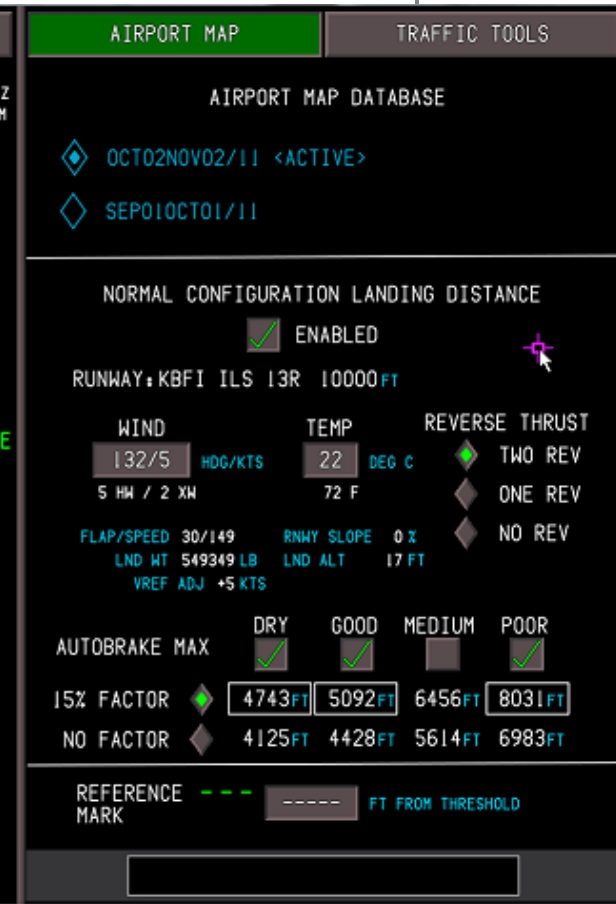 AIRPORT MAP TRAFFIC TOOLS
Z
M
AIRPORT MAP DATABASE
OCT02NOV02/11 <ACTIVE>
SEP01OCT01/11
NORMAL CONFIGURATION LANDING DISTANCE
ENABLED
RUNWAY:KBFI ILS 13R 10000FT
WIND TEMP REVERSE THRUST
E
132/5 HDG/KTS 22 DEG C TWO REV
5 HW / 2 XW 72 F ONE REV
NO REV
FLAP/SPEED 30/149 RNWY SLOPE 0 %
LND WT 549349 LB LND ALT 17 FT
VREF ADJ +5 KTS
DRY GOOD MEDIUM POOR
AUTOBRAKE MAX
15% FACTOR 4743FT 5092FT 6456FT 8031FT
NO FACTOR 4125FT 4428FT 5614FT 6983FT
REFERENCE MARK --- ----- FT FROM THRESHOLD